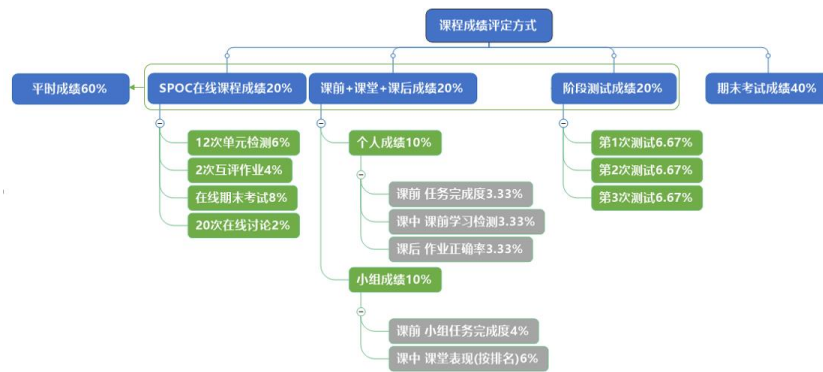 课程成绩评定方式
平时成绩60%
SPOC在线课程成绩20%
课前+课堂+课后成绩20%
阶段测试成绩20%
期末考试成绩40%
12次单元检测6%
2次互评作业4%
在线期末考试8%
20次在线讨论2%
个人成绩10%
课前 任务完成度3.33%
课中 课前学习检测3.33%
课后 作业正确率3.33%
小组成绩10%
课前 小组任务完成度4%
课中 课堂表现(按排名)6%
第1次测试6.67%
第2次测试6.67%
第3次测试6.67%